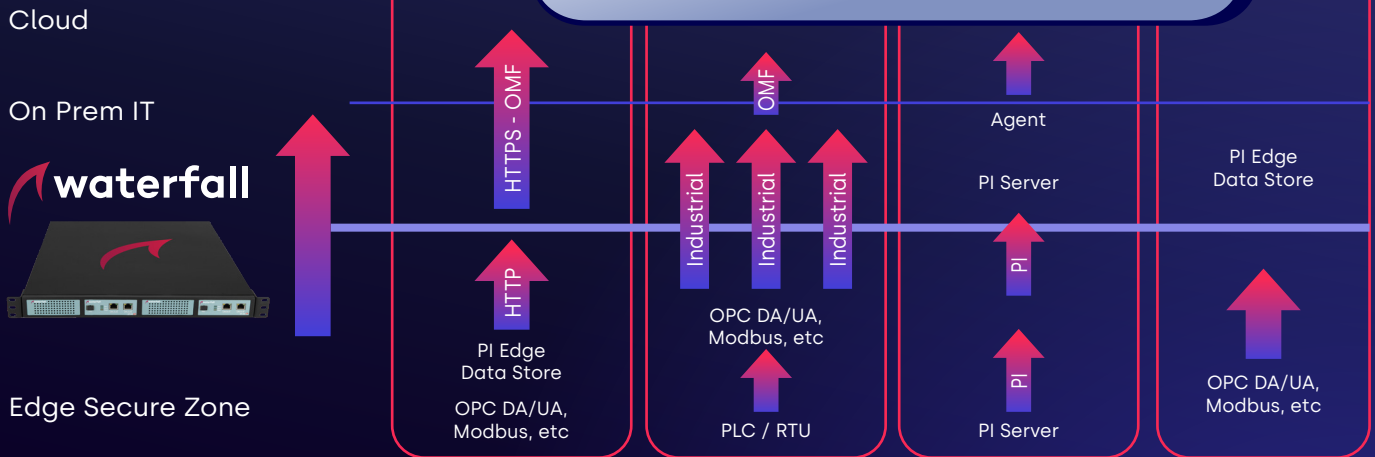 Cloud
On Prem IT
waterfall
Edge Secure Zone
HTTPS - OMF
HTTP
PI Edge
Data Store
OPC DA/UA,
Modbus, etc
OMF
Industrial
Industrial
Industrial
OPC DA/UA,
Modbus, etc
PLC / RTU
Agent
PI Server
PI
PI
PI Server
PI Edge
Data Store
OPC DA/UA,
Modbus, etc